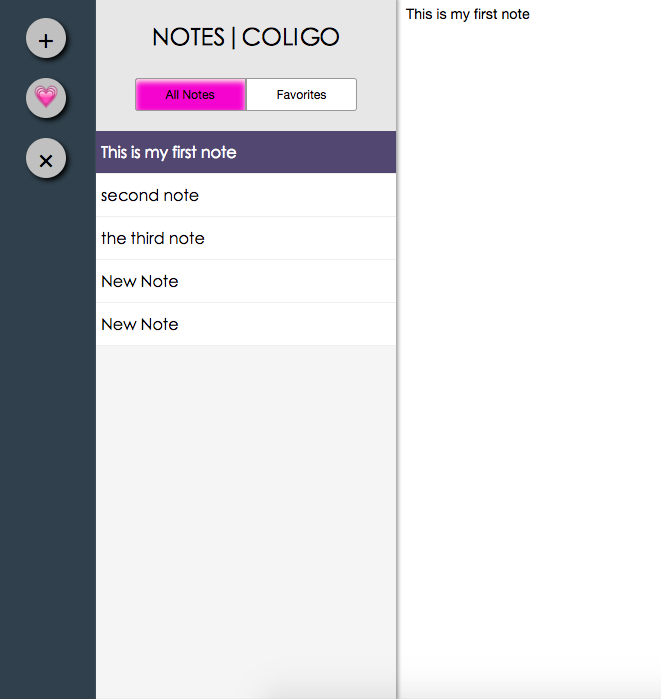 +
×
NOTES | COLIGO
All Notes Favorites
This is my first note
second note
the third note
New Note
New Note
This is my first note